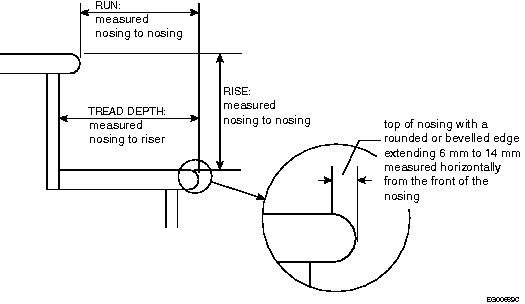 RUN:
measured
nosing to nosing
RISE:
measured
nosing to nosing
TREAD DEPTH:
measured
nosing to riser
top of nosing with a
rounded or bevelled edge
extending 6 mm to 14 mm
measured horizontally
from the front of the
nosing
EG00689C